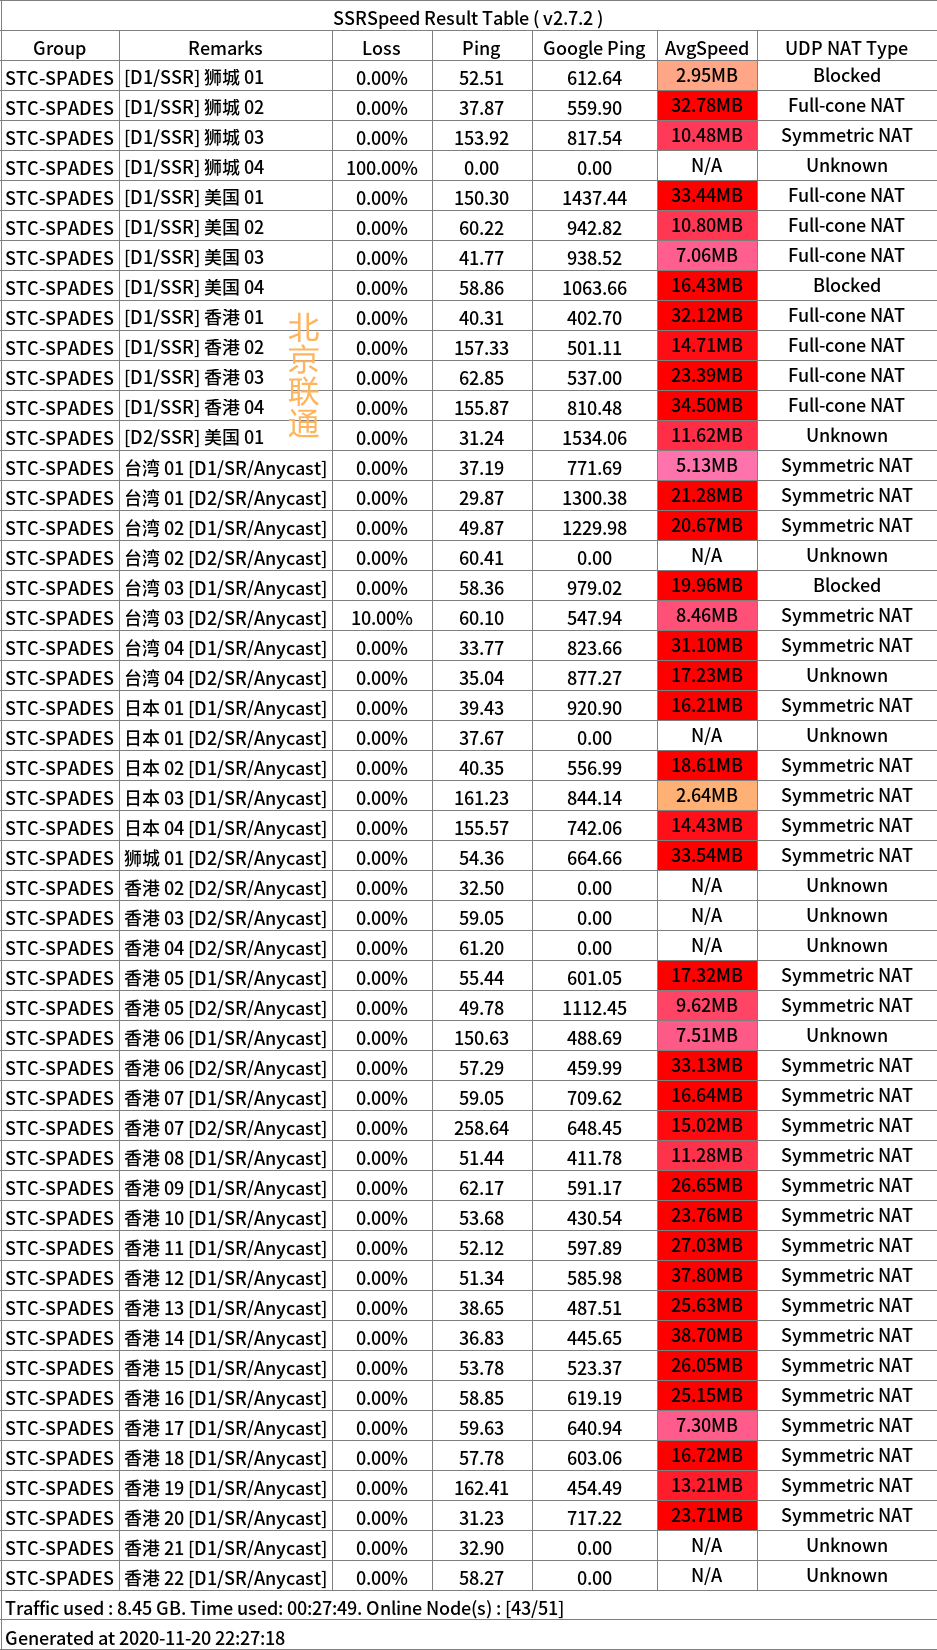 SSRSpeed Result Table ( v2.7.2 )
Group Remarks Loss Ping Google Ping AvgSpeed UDP NAT Type
STC-SPADES [D1/SSR] 狮城 01 0.00% 52.51 612.64 2.95MB Blocked
STC-SPADES [D1/SSR] 狮城 02 0.00% 37.87 559.90 32.78MB Full-cone NAT
STC-SPADES [D1/SSR] 狮城 03 0.00% 153.92 817.54 10.48MB Symmetric NAT
STC-SPADES [D1/SSR] 狮城 04 100.00% 0.00 0.00 N/A Unknown
STC-SPADES [D1/SSR] 美国 01 0.00% 150.30 1437.44 33.44MB Full-cone NAT
STC-SPADES [D1/SSR] 美国 02 0.00% 60.22 942.82 10.80MB Full-cone NAT
STC-SPADES [D1/SSR] 美国 03 0.00% 41.77 938.52 7.06MB Full-cone NAT
STC-SPADES [D1/SSR] 美国 04 0.00% 58.86 1063.66 16.43MB Blocked
STC-SPADES [D1/SSR] 香港 01 0.00% 40.31 402.70 32.12MB Full-cone NAT
STC-SPADES [D1/SSR] 香港 02 0.00% 157.33 501.11 14.71MB Full-cone NAT
STC-SPADES [D1/SSR] 香港 03 0.00% 62.85 537.00 23.39MB Full-cone NAT
STC-SPADES [D1/SSR] 香港 04 0.00% 155.87 810.48 34.50MB Full-cone NAT
STC-SPADES [D2/SSR] 美国 01 0.00% 31.24 1534.06 11.62MB Unknown
北京联通
STC-SPADES 台湾 01 [D1/SR/Anycast] 0.00% 37.19 771.69 5.13MB Symmetric NAT
STC-SPADES 台湾 01 [D2/SR/Anycast] 0.00% 29.87 1300.38 21.28MB Symmetric NAT
STC-SPADES 台湾 02 [D1/SR/Anycast] 0.00% 49.87 1229.98 20.67MB Symmetric NAT
STC-SPADES 台湾 02 [D2/SR/Anycast] 0.00% 60.41 0.00 N/A Unknown
STC-SPADES 台湾 03 [D1/SR/Anycast] 0.00% 58.36 979.02 19.96MB Blocked
STC-SPADES 台湾 03 [D2/SR/Anycast] 10.00% 60.10 547.94 8.46MB Symmetric NAT
STC-SPADES 台湾 04 [D1/SR/Anycast] 0.00% 33.77 823.66 31.10MB Symmetric NAT
STC-SPADES 台湾 04 [D2/SR/Anycast] 0.00% 35.04 877.27 17.23MB Unknown
STC-SPADES 日本 01 [D1/SR/Anycast] 0.00% 39.43 920.90 16.21MB Symmetric NAT
STC-SPADES 日本 01 [D2/SR/Anycast] 0.00% 37.67 0.00 N/A Unknown
STC-SPADES 日本 02 [D1/SR/Anycast] 0.00% 40.35 556.99 18.61MB Symmetric NAT
STC-SPADES 日本 03 [D1/SR/Anycast] 0.00% 161.23 844.14 2.64MB Symmetric NAT
STC-SPADES 日本 04 [D1/SR/Anycast] 0.00% 155.57 742.06 14.43MB Symmetric NAT
STC-SPADES 狮城 01 [D2/SR/Anycast] 0.00% 54.36 664.66 33.54MB Symmetric NAT
STC-SPADES 香港 02 [D2/SR/Anycast] 0.00% 32.50 0.00 N/A Unknown
STC-SPADES 香港 03 [D2/SR/Anycast] 0.00% 59.05 0.00 N/A Unknown
STC-SPADES 香港 04 [D2/SR/Anycast] 0.00% 61.20 0.00 N/A Unknown
STC-SPADES 香港 05 [D1/SR/Anycast] 0.00% 55.44 601.05 17.32MB Symmetric NAT
STC-SPADES 香港 05 [D2/SR/Anycast] 0.00% 49.78 1112.45 9.62MB Symmetric NAT
STC-SPADES 香港 06 [D1/SR/Anycast] 0.00% 150.63 488.69 7.51MB Unknown
STC-SPADES 香港 06 [D2/SR/Anycast] 0.00% 57.29 459.99 33.13MB Symmetric NAT
STC-SPADES 香港 07 [D1/SR/Anycast] 0.00% 59.05 709.62 16.64MB Symmetric NAT
STC-SPADES 香港 07 [D2/SR/Anycast] 0.00% 258.64 648.45 15.02MB Symmetric NAT
STC-SPADES 香港 08 [D1/SR/Anycast] 0.00% 51.44 411.78 11.28MB Symmetric NAT
STC-SPADES 香港 09 [D1/SR/Anycast] 0.00% 62.17 591.17 26.65MB Symmetric NAT
STC-SPADES 香港 10 [D1/SR/Anycast] 0.00% 53.68 430.54 23.76MB Symmetric NAT
STC-SPADES 香港 11 [D1/SR/Anycast] 0.00% 52.12 597.89 27.03MB Symmetric NAT
STC-SPADES 香港 12 [D1/SR/Anycast] 0.00% 51.34 585.98 37.80MB Symmetric NAT
STC-SPADES 香港 13 [D1/SR/Anycast] 0.00% 38.65 487.51 25.63MB Symmetric NAT
STC-SPADES 香港 14 [D1/SR/Anycast] 0.00% 36.83 445.65 38.70MB Symmetric NAT
STC-SPADES 香港 15 [D1/SR/Anycast] 0.00% 53.78 523.37 26.05MB Symmetric NAT
STC-SPADES 香港 16 [D1/SR/Anycast] 0.00% 58.85 619.19 25.15MB Symmetric NAT
STC-SPADES 香港 17 [D1/SR/Anycast] 0.00% 59.63 640.94 7.30MB Symmetric NAT
STC-SPADES 香港 18 [D1/SR/Anycast] 0.00% 57.78 603.06 16.72MB Symmetric NAT
STC-SPADES 香港 19 [D1/SR/Anycast] 0.00% 162.41 454.49 13.21MB Symmetric NAT
STC-SPADES 香港 20 [D1/SR/Anycast] 0.00% 31.23 717.22 23.71MB Symmetric NAT
STC-SPADES 香港 21 [D1/SR/Anycast] 0.00% 32.90 0.00 N/A Unknown
STC-SPADES 香港 22 [D1/SR/Anycast] 0.00% 58.27 0.00 N/A Unknown
Traffic used : 8.45 GB. Time used: 00:27:49. Online Node(s) : [43/51]
Generated at 2020-11-20 22:27:18